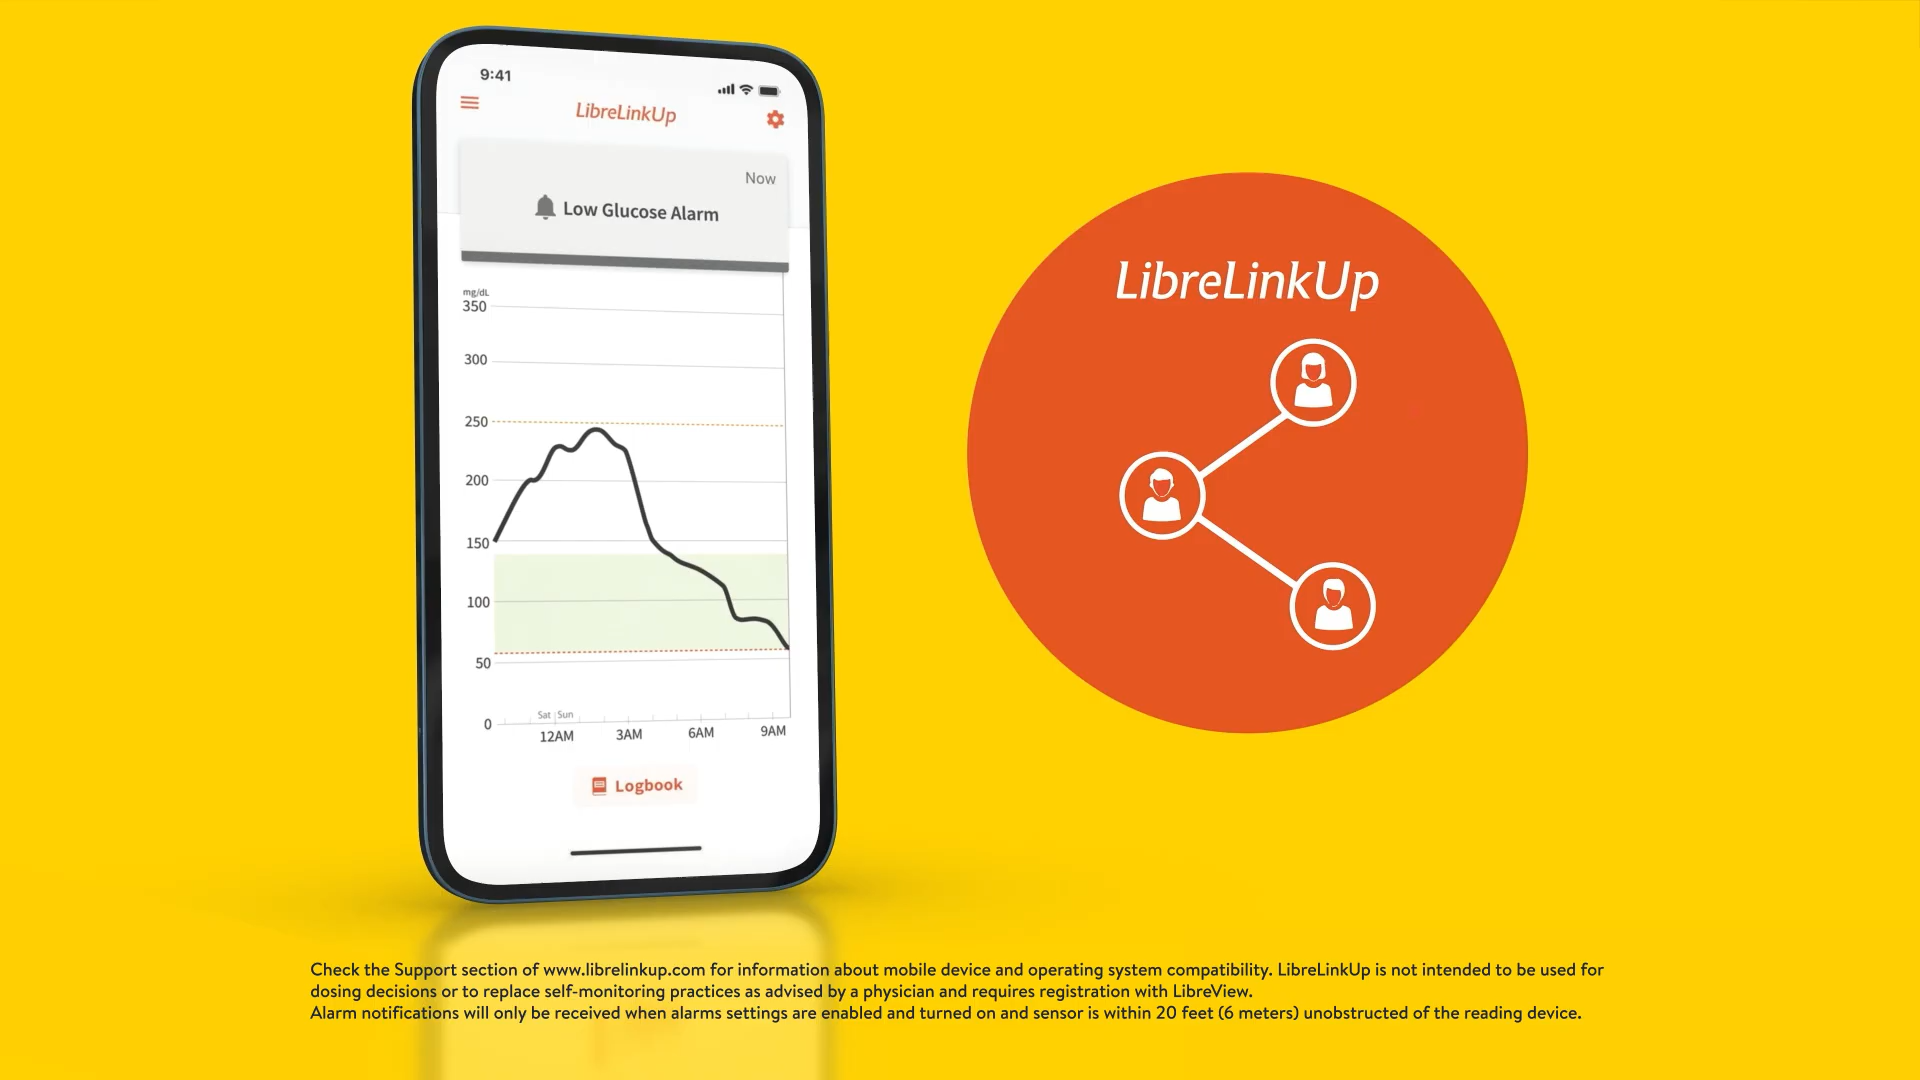 9:41
LibreLinkUp
Now
Low Glucose Alarm
mg/dL
350
300
250
200
150
100
50
0
Sat Sun
12AM 3AM 6AM 9AM
Logbook
LibreLinkUp
Check the Support section of www.librelinkup.com for information about mobile device and operating system compatibility. LibreLinkUp is not intended to be used for
dosing decisions or to replace self-monitoring practices as advised by a physician and requires registration with LibreView.
Alarm notifications will only be received when alarms settings are enabled and turned on and sensor is within 20 feet (6 meters) unobstructed of the reading device.